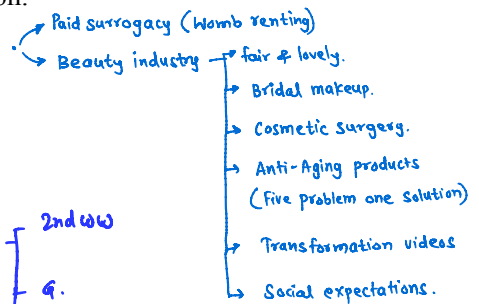 on.
Paid surrogacy (Womb renting)
Beauty industry
fair & lovely.
Bridal makeup.
Cosmetic surgery.
Anti-Aging products
(Five problem one solution)
Transformation videos
Social expectations.
2nd WW
G.